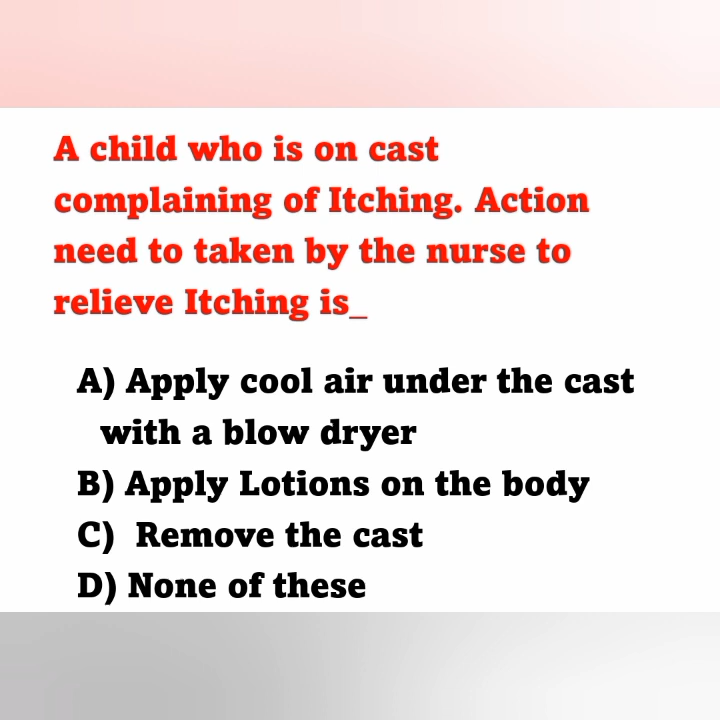 A child who is on cast
complaining of Itching. Action
need to taken by the nurse to
relieve Itching is_
A) Apply cool air under the cast
with a blow dryer
B) Apply Lotions on the body
C) Remove the cast
D) None of these